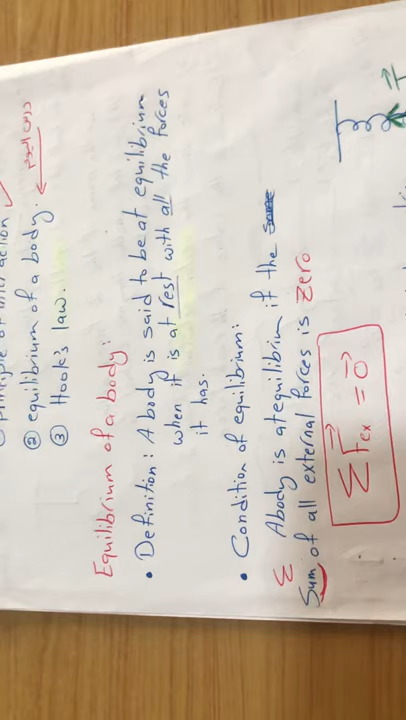 ② equilibrium of a body.
③ Hook's law.
Equilibrium of a body:
• Definition: A body is said to be at equilibrium
when it is at rest with all the forces
it has.
• Condition of equilibrium:
Σ A body is at equilibrium if the
Sum of all external forces is zero
ΣF⃗ex = 0⃗